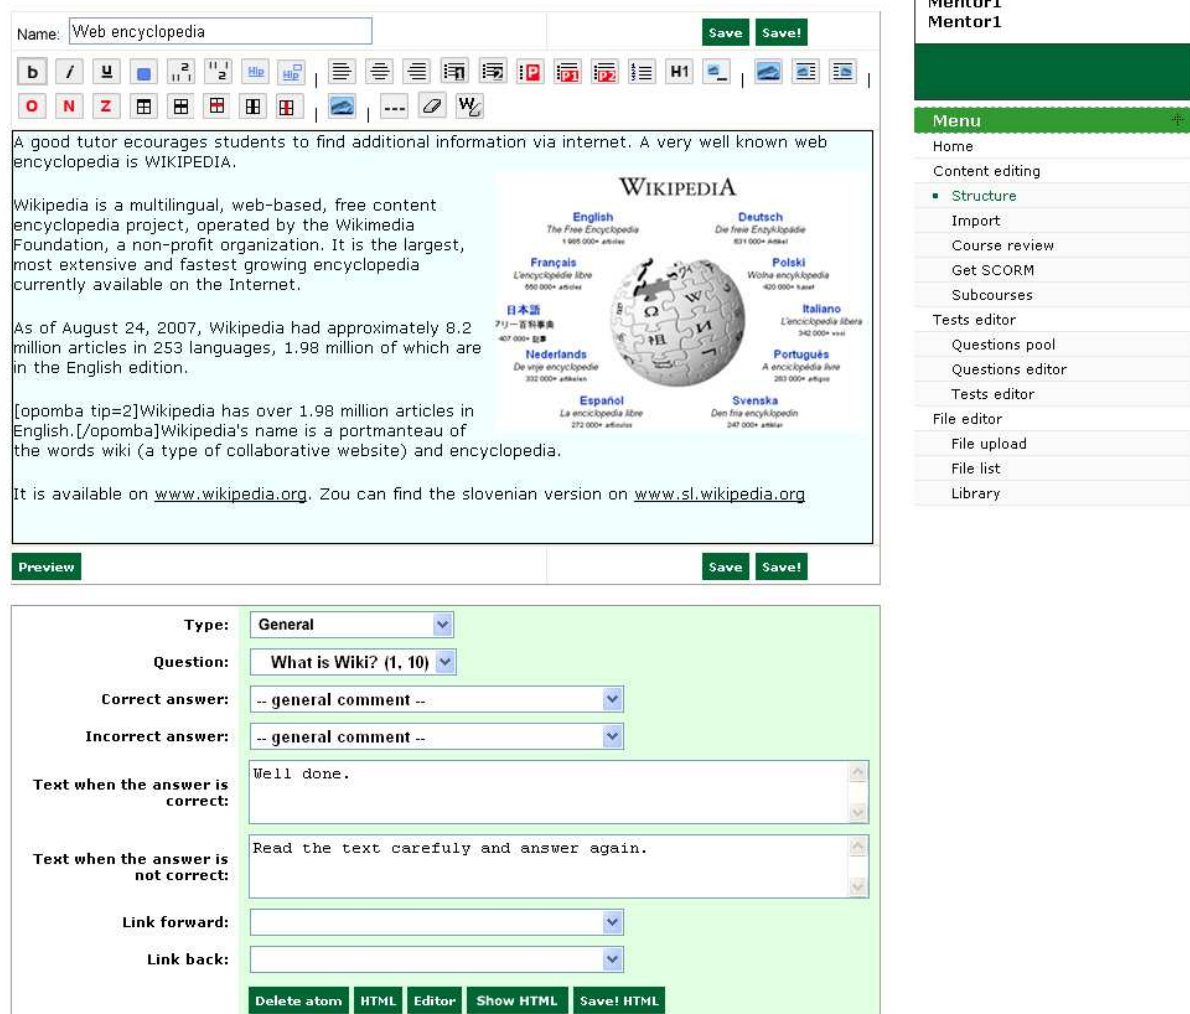 Mentor1
Mentor1
Name: Web encyclopedia Save Save!
b i u
H1
O N Z --- W
A good tutor ecourages students to find additional information via internet. A very well known web
encyclopedia is WIKIPEDIA.
Wikipedia is a multilingual, web-based, free content
encyclopedia project, operated by the Wikimedia
Foundation, a non-profit organization. It is the largest,
most extensive and fastest growing encyclopedia
currently available on the Internet.
As of August 24, 2007, Wikipedia had approximately 8.2
million articles in 253 languages, 1.98 million of which are
in the English edition.
[opomba tip=2]Wikipedia has over 1.98 million articles in
English.[/opomba]Wikipedia's name is a portmanteau of
the words wiki (a type of collaborative website) and encyclopedia.
It is available on www.wikipedia.org. Zou can find the slovenian version on www.sl.wikipedia.org
WIKIPEDIA
English
The Free Encyclopedia
Deutsch
Die freie Enzyklopädie
Français
L'encyclopédie libre
Polski
Wolna encyklopedia
日本語
フリー百科事典
Italiano
L'enciclopedia libera
Nederlands
De vrije encyclopedie
Português
A enciclopédia livre
Español
La enciclopedia libre
Svenska
Den fria encyklopedin
Preview Save Save!
Type: General
Question: What is Wiki? (1, 10)
Correct answer: -- general comment --
Incorrect answer: -- general comment --
Text when the answer is
correct:
Well done.
Text when the answer is
not correct:
Read the text carefuly and answer again.
Link forward:
Link back:
Delete atom HTML Editor Show HTML Save! HTML
Menu
Home
Content editing
Structure
Import
Course review
Get SCORM
Subcourses
Tests editor
Questions pool
Questions editor
Tests editor
File editor
File upload
File list
Library